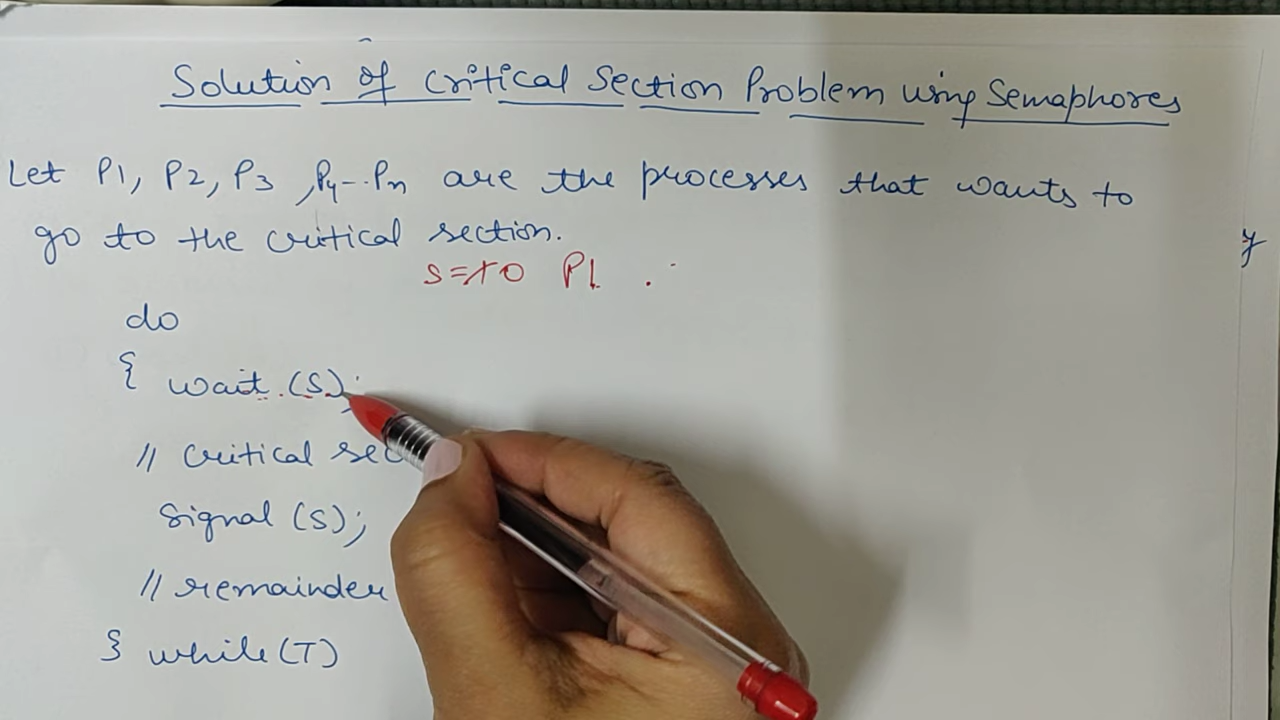 Solution of Critical Section Problem using Semaphores
Let P1, P2, P3 ,P4-- Pn are the processes that wants to
go to the critical section.
S=1 0 P1
do
{ wait (S);
// critical sec
Signal (S);
// remainder
} while(T)
y